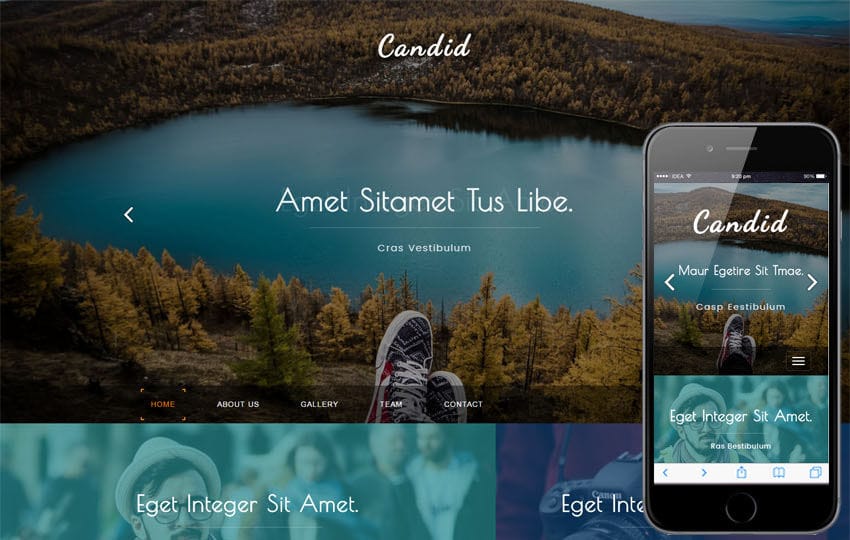 Candid
Amet Sitamet Tus Libe.
Cras Vestibulum
HOME ABOUT US GALLERY TEAM CONTACT
Eget Integer Sit Amet.
Eget Inte
Canon
IDEA 9:20 pm 90%
Candid
Maur Egetire Sit Tmae.
Casp Eestibulum
Eget Integer Sit Amet.
Ras Bestibulum